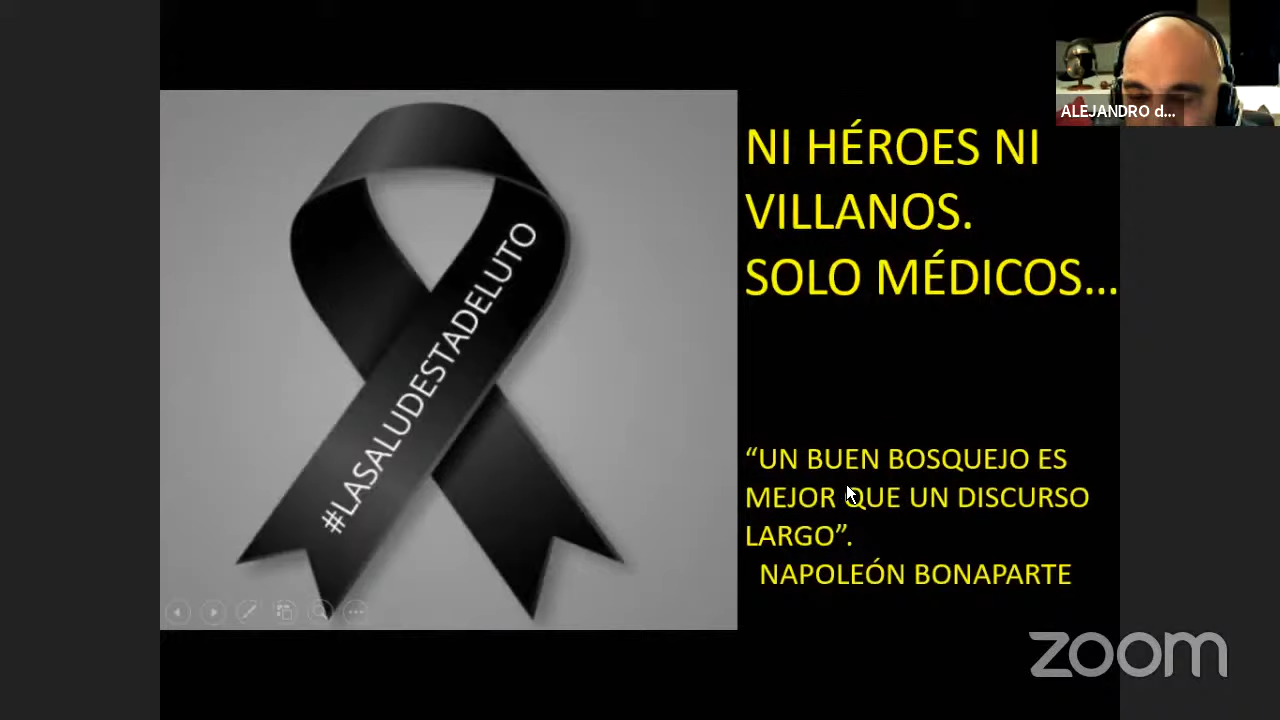 ALEJANDRO d...
NI HÉROES NI
VILLANOS.
SOLO MÉDICOS...
#LASALUDESTADELUTO
“UN BUEN BOSQUEJO ES
MEJOR QUE UN DISCURSO
LARGO”.
NAPOLEÓN BONAPARTE
zoom